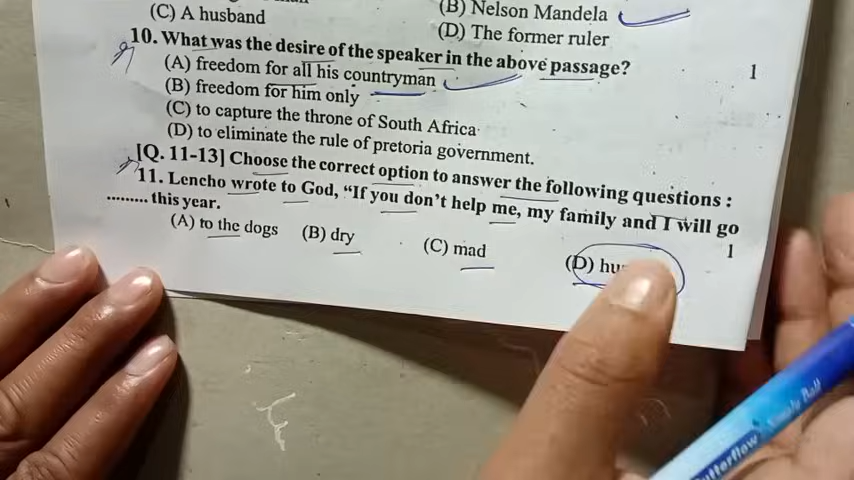 (C) A husband
(B) Nelson Mandela
(D) The former ruler
10. What was the desire of the speaker in the above passage? 1
(A) freedom for all his countryman
(B) freedom for him only
(C) to capture the throne of South Africa
(D) to eliminate the rule of pretoria government.
[Q. 11-13] Choose the correct option to answer the following questions :
11. Lencho wrote to God, “If you don’t help me, my family and I will go
......... this year. 1
(A) to the dogs (B) dry (C) mad (D)
Butterflow Simply Ball